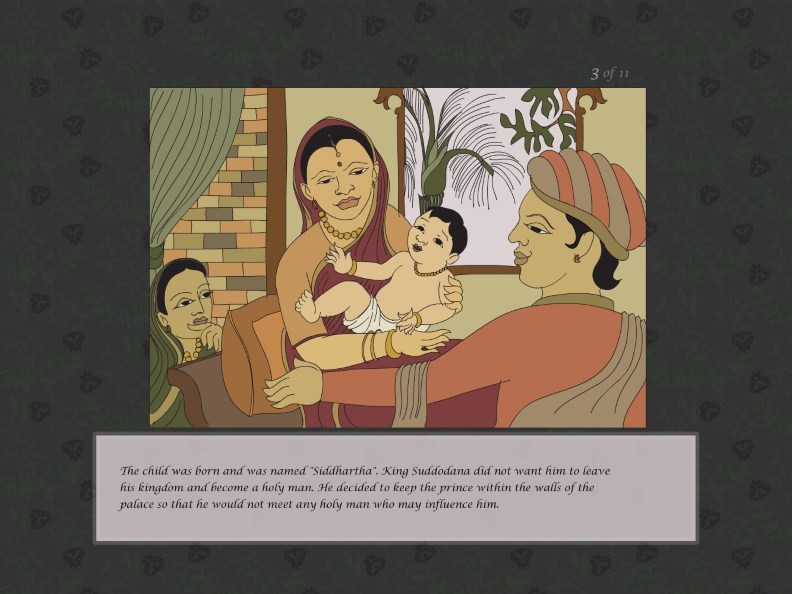 3 of 11
The child was born and was named "Siddhartha". King Suddodana did not want him to leave
his kingdom and become a holy man. He decided to keep the prince within the walls of the
palace so that he would not meet any holy man who may influence him.